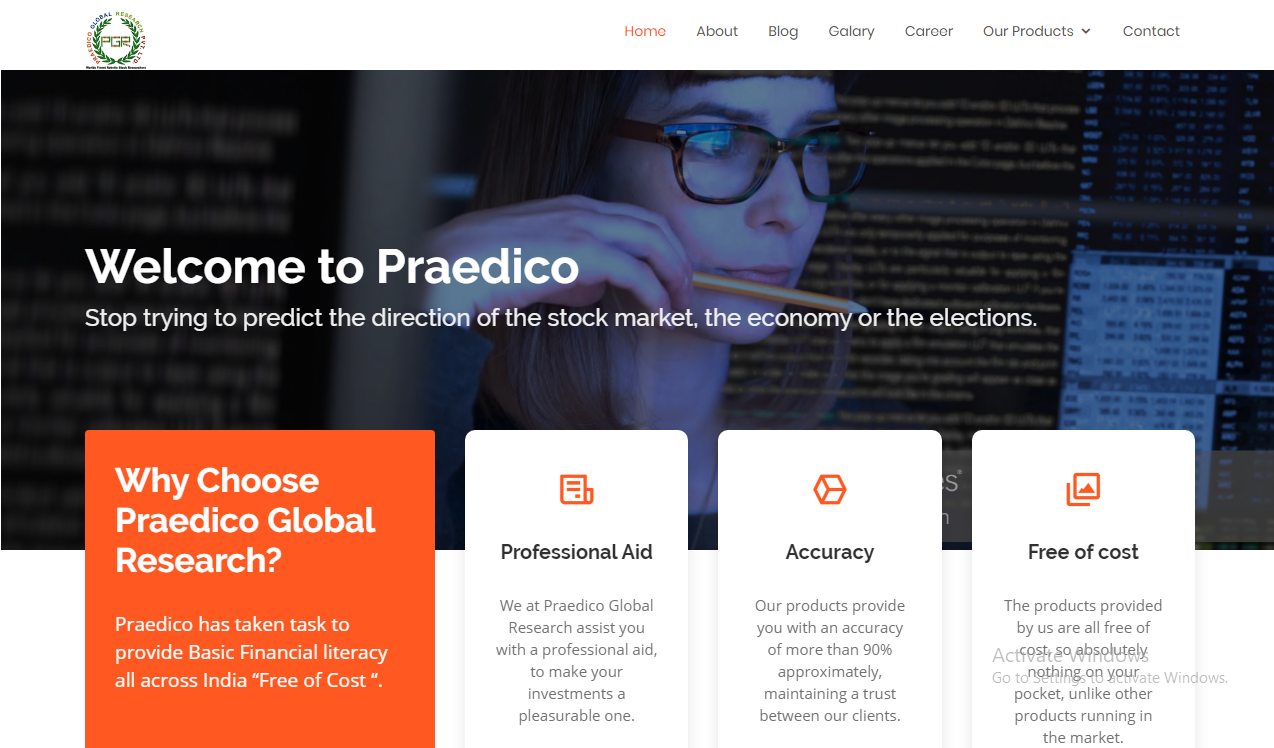 PRAEDICO GLOBAL RESEARCH PVT. LTD.
PGR
Home
About
Blog
Galary
Career
Our Products
Contact
Welcome to Praedico
Stop trying to predict the direction of the stock market, the economy or the elections.
Why Choose
Praedico Global
Research?
Praedico has taken task to
provide Basic Financial literacy
all across India “Free of Cost “.
Professional Aid
We at Praedico Global
Research assist you
with a professional aid,
to make your
investments a
pleasurable one.
Accuracy
Our products provide
you with an accuracy
of more than 90%
approximately,
maintaining a trust
between our clients.
Free of cost
The products provided
by us are all free of
cost, so absolutely
nothing on your
pocket, unlike other
products running in
the market.
Activate Windows
Go to Settings to activate Windows.